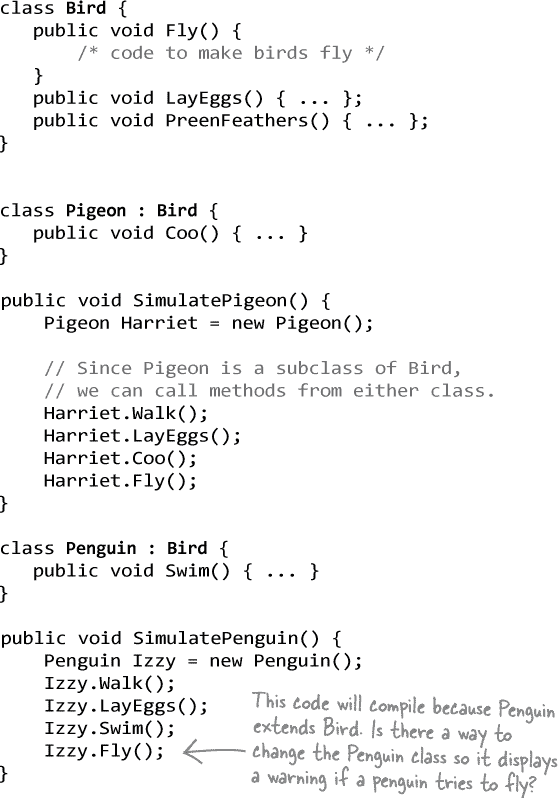 class Bird {
public void Fly() {
/* code to make birds fly */
}
public void LayEggs() { ... };
public void PreenFeathers() { ... };
}
class Pigeon : Bird {
public void Coo() { ... }
}
public void SimulatePigeon() {
Pigeon Harriet = new Pigeon();
// Since Pigeon is a subclass of Bird,
// we can call methods from either class.
Harriet.Walk();
Harriet.LayEggs();
Harriet.Coo();
Harriet.Fly();
}
class Penguin : Bird {
public void Swim() { ... }
}
public void SimulatePenguin() {
Penguin Izzy = new Penguin();
Izzy.Walk();
Izzy.LayEggs();
Izzy.Swim();
Izzy.Fly();
}
This code will compile because Penguin
extends Bird. Is there a way to
change the Penguin class so it displays
a warning if a penguin tries to fly?